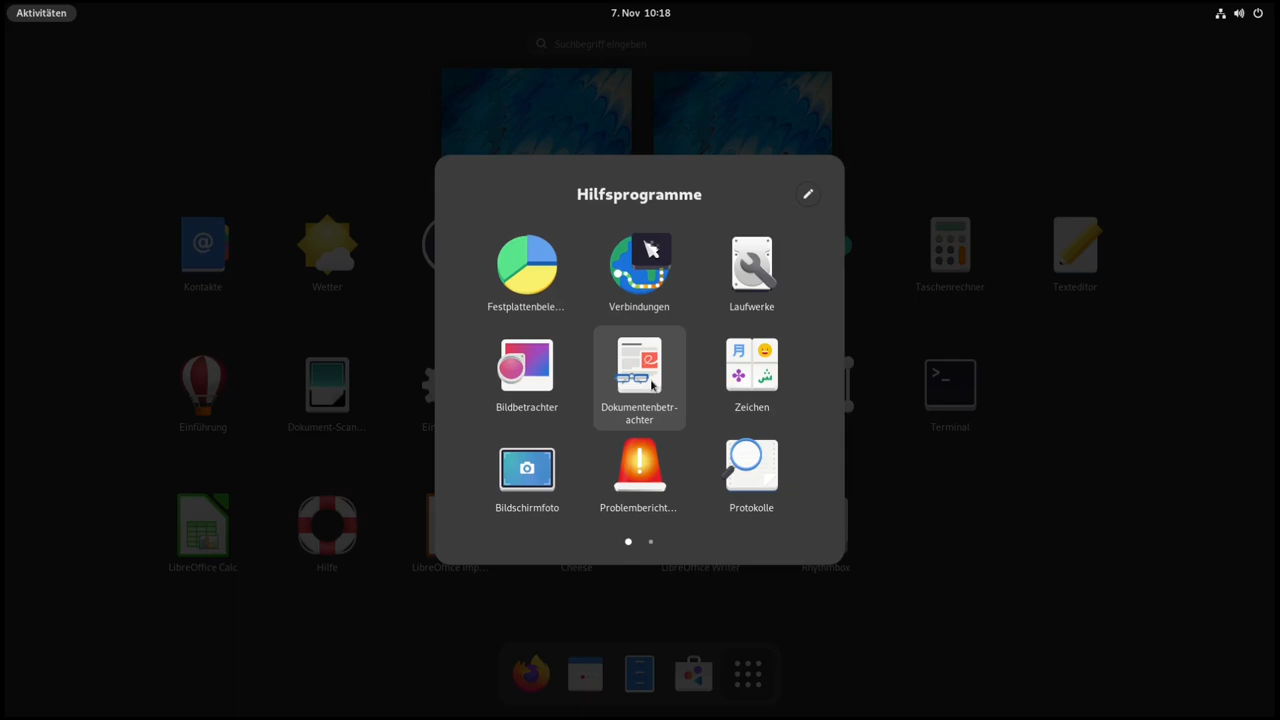 Aktivitäten
7. Nov 10:18
Suchbegriff eingeben
Hilfsprogramme
Festplattenbele...
Verbindungen
Laufwerke
Bildbetrachter
Dokumentenbetr-
achter
Zeichen
Bildschirmfoto
Problembericht...
Protokolle
Kontakte
Wetter
Taschenrechner
Texteditor
Einführung
Dokument-Scan...
Ein
Terminal
LibreOffice Calc
Hilfe
LibreOffice Imp...
Cheese
LibreOffice Writer
Rhythmbox